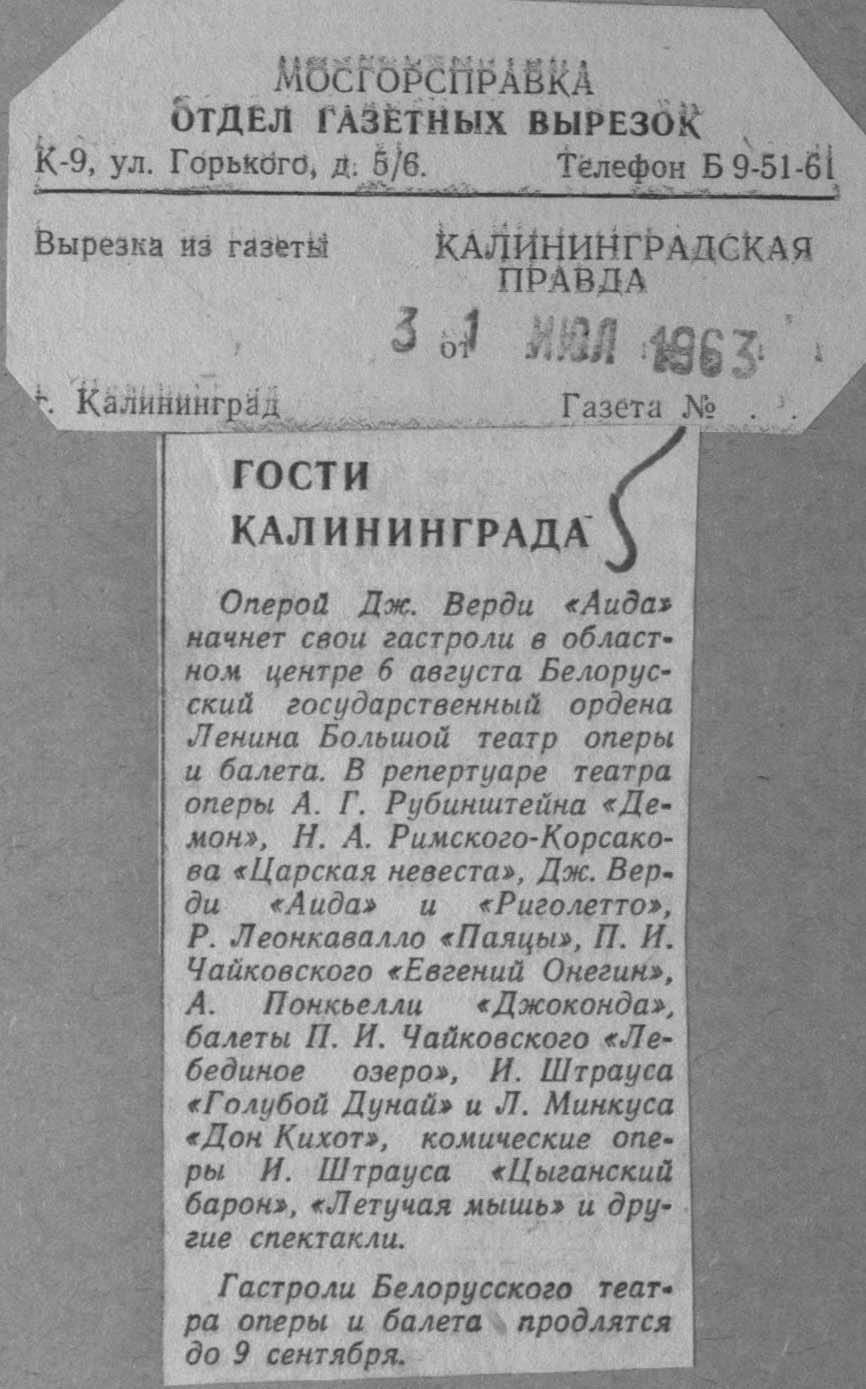 МОСГОРСПРАВКА
ОТДЕЛ ГАЗЕТНЫХ ВЫРЕЗОК
К-9, ул. Горького, д. 5/6. Телефон Б 9-51-61
Вырезка из газеты КАЛИНИНГРАДСКАЯ
ПРАВДА
от 31 ИЮЛ 1963
г. Калининград Газета № . .
ГОСТИ
КАЛИНИНГРАДА
Оперой Дж. Верди «Аида»
начнет свои гастроли в област-
ном центре 6 августа Белорус-
ский государственный ордена
Ленина Большой театр оперы
и балета. В репертуаре театра
оперы А. Г. Рубинштейна «Де-
мон», Н. А. Римского-Корсако-
ва «Царская невеста», Дж. Вер-
ди «Аида» и «Риголетто»,
Р. Леонкавалло «Паяцы», П. И.
Чайковского «Евгений Онегин»,
А. Понкьелли «Джоконда»,
балеты П. И. Чайковского «Ле-
бединое озеро», И. Штрауса
«Голубой Дунай» и Л. Минкуса
«Дон Кихот», комические опе-
ры И. Штрауса «Цыганский
барон», «Летучая мышь» и дру-
гие спектакли.
Гастроли Белорусского теат-
ра оперы и балета продлятся
до 9 сентября.